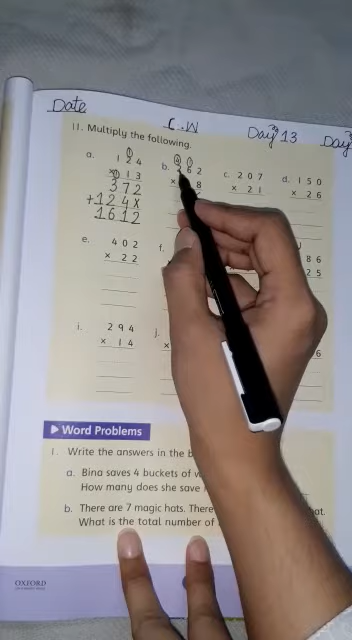 Date
C:-W
Day 13
Day
II. Multiply the following.
a. 1 2 4
× 1 3
3 7 2
+ 1 2 4 x
1 6 1 2
b. 2 6 2
× 8
c. 2 0 7
× 2 1
d. 1 5 0
× 2 6
e. 4 0 2
× 2 2
f.
8 6
2 5
i. 2 9 4
× 1 4
j.
×
6
Word Problems
1. Write the answers in the
a. Bina saves 4 buckets of
How many does she save
b. There are 7 magic hats. There
What is the total number of
OXFORD